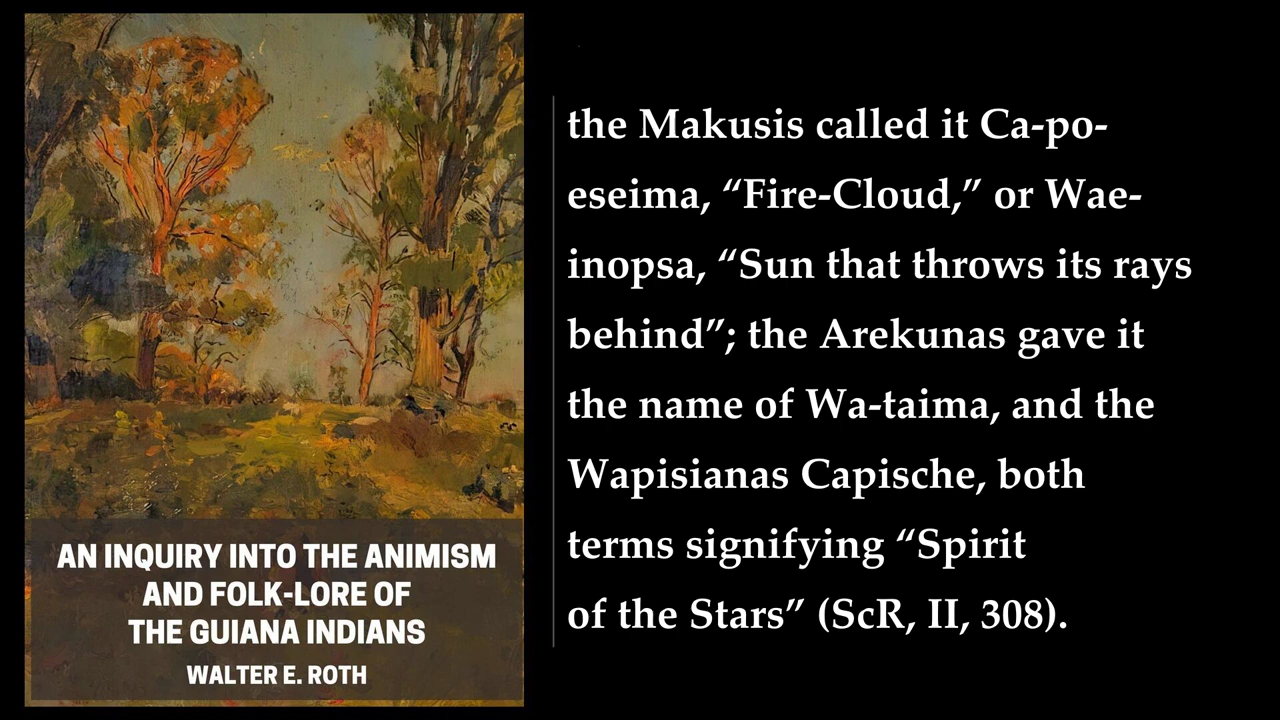 AN INQUIRY INTO THE ANIMISM
AND FOLK-LORE OF
THE GUIANA INDIANS
WALTER E. ROTH
the Makusis called it Ca-po-
eseima, “Fire-Cloud,” or Wae-
inopsa, “Sun that throws its rays
behind”; the Arekunas gave it
the name of Wa-taima, and the
Wapisianas Capische, both
terms signifying “Spirit
of the Stars” (ScR, II, 308).